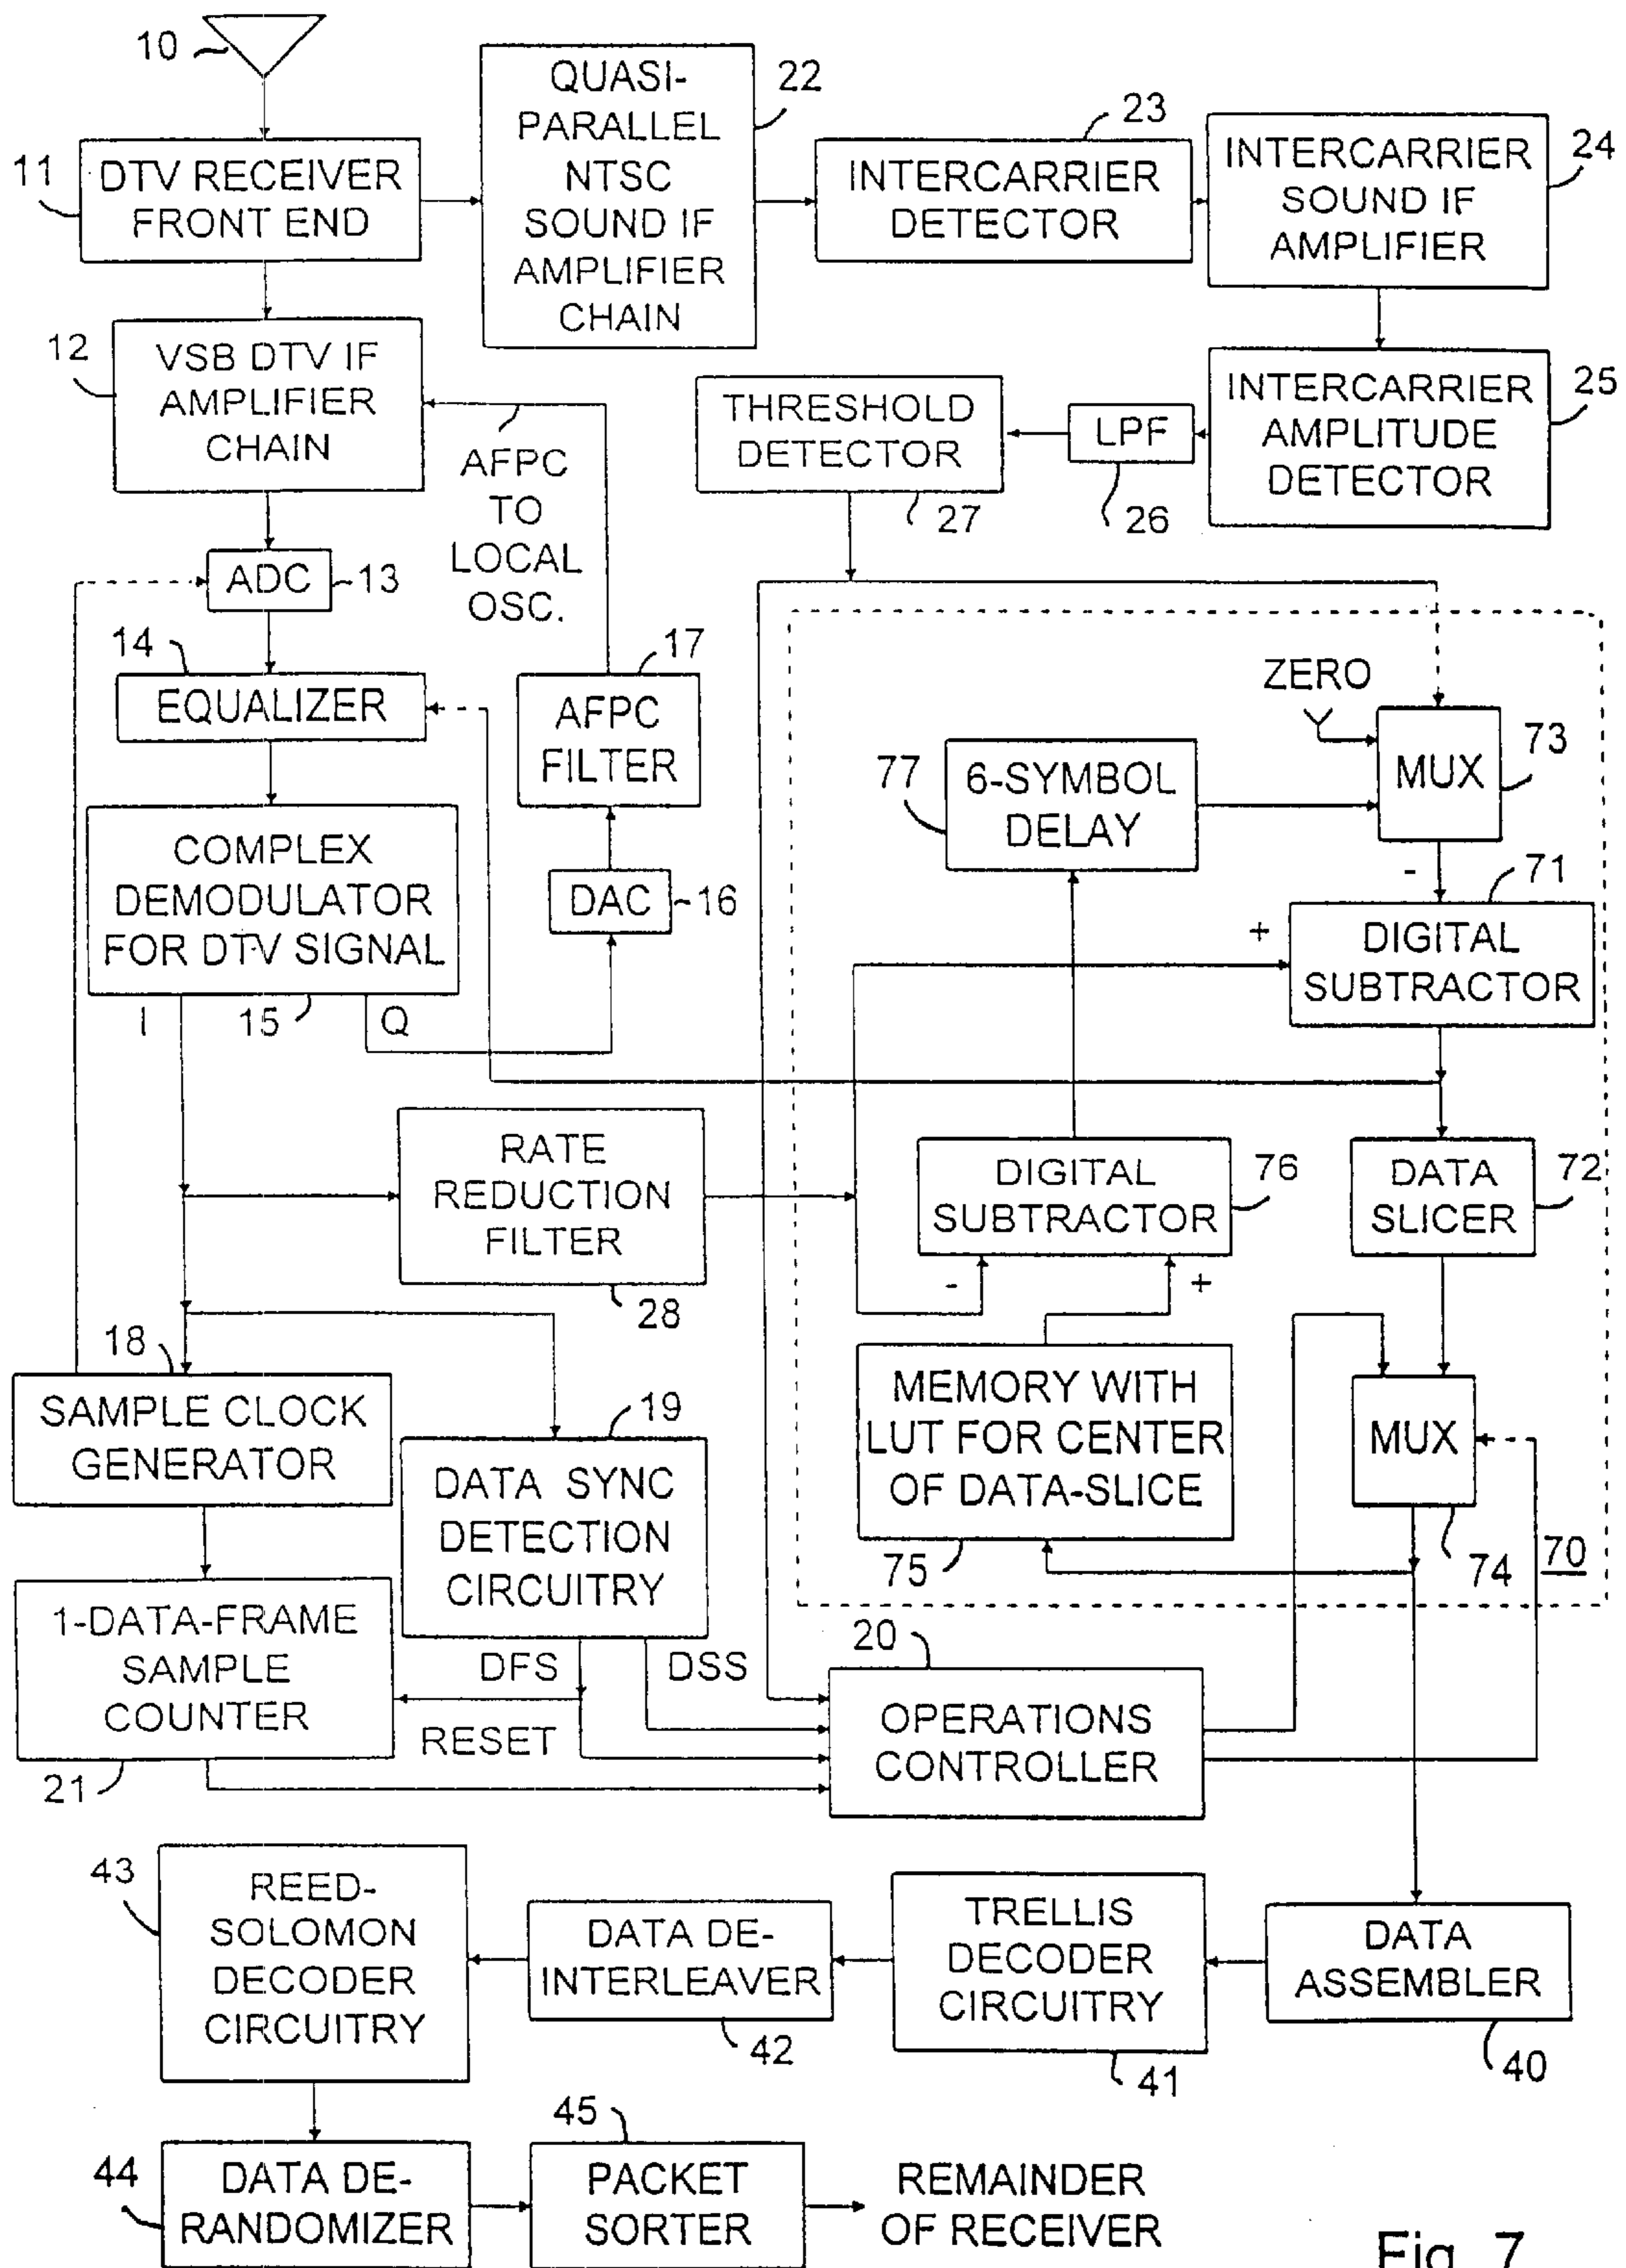 10
11
DTV RECEIVER
FRONT END
QUASI-
PARALLEL
NTSC
SOUND IF
AMPLIFIER
CHAIN
22
INTERCARRIER
DETECTOR
23
INTERCARRIER
SOUND IF
AMPLIFIER
24
12
VSB DTV IF
AMPLIFIER
CHAIN
AFPC
TO
LOCAL
OSC.
THRESHOLD
DETECTOR
27
LPF
26
INTERCARRIER
AMPLITUDE
DETECTOR
25
ADC
13
14
EQUALIZER
17
AFPC
FILTER
ZERO
MUX
73
77
6-SYMBOL
DELAY
COMPLEX
DEMODULATOR
FOR DTV SIGNAL
I
15
Q
DAC
16
-
71
+
DIGITAL
SUBTRACTOR
RATE
REDUCTION
FILTER
28
DIGITAL
SUBTRACTOR
76
-
+
DATA
SLICER
72
18
SAMPLE CLOCK
GENERATOR
19
DATA SYNC
DETECTION
CIRCUITRY
MEMORY WITH
LUT FOR CENTER
OF DATA-SLICE
75
MUX
74
70
1-DATA-FRAME
SAMPLE
COUNTER
21
DFS
DSS
RESET
20
OPERATIONS
CONTROLLER
43
REED-
SOLOMON
DECODER
CIRCUITRY
DATA DE-
INTERLEAVER
42
TRELLIS
DECODER
CIRCUITRY
41
DATA
ASSEMBLER
40
44
DATA DE-
RANDOMIZER
45
PACKET
SORTER
REMAINDER
OF RECEIVER
Fig. 7